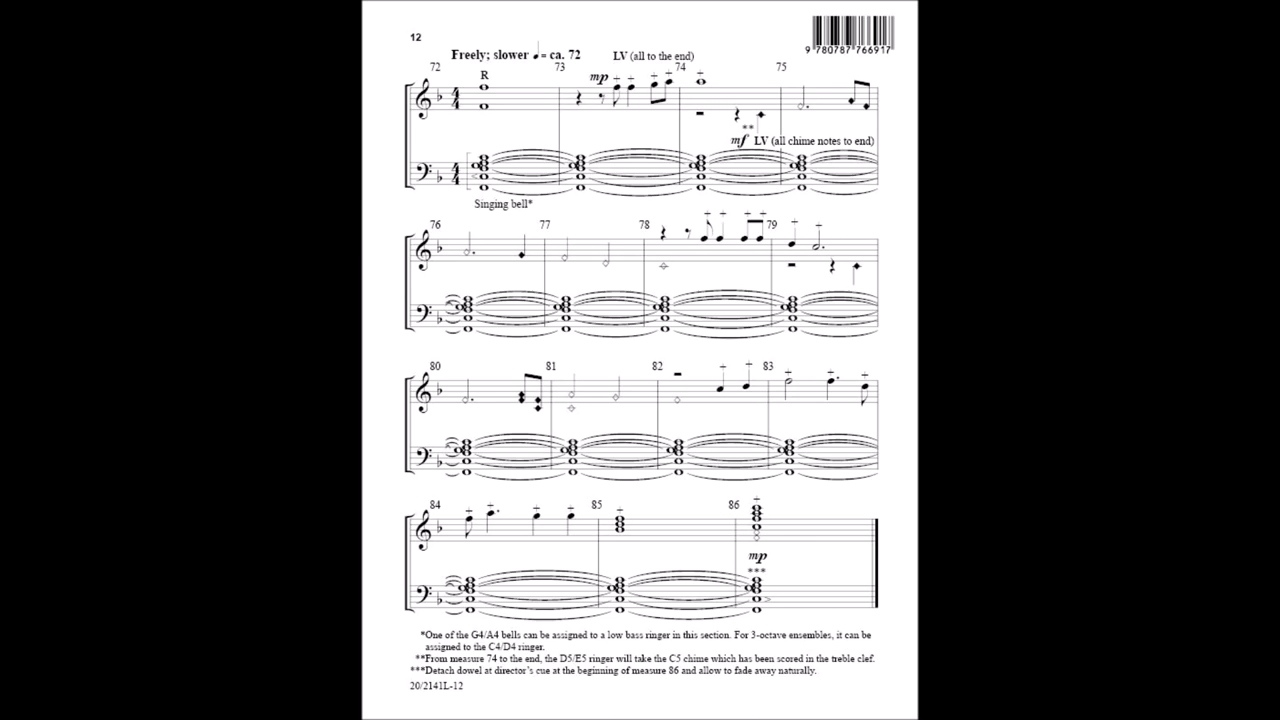 12
9 780787 766917
Freely; slower ♩= ca. 72
LV (all to the end)
72
73
74
75
R
mp
**
mf LV (all chime notes to end)
4
4
4
4
Singing bell*
76
77
78
79
80
81
82
83
84
85
86
mp
***
*One of the G4/A4 bells can be assigned to a low bass ringer in this section. For 3-octave ensembles, it can be
assigned to the C4/D4 ringer.
**From measure 74 to the end, the D5/E5 ringer will take the C5 chime which has been scored in the treble clef.
***Detach dowel at director's cue at the beginning of measure 86 and allow to fade away naturally.
20/2141L-12